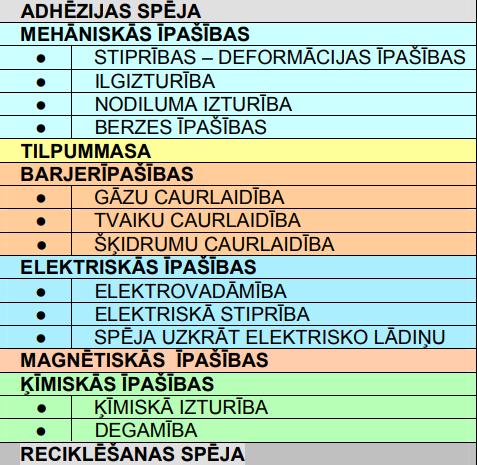 ADHĒZIJAS SPĒJA
MEHĀNISKĀS ĪPAŠĪBAS
● STIPRĪBAS – DEFORMĀCIJAS ĪPAŠĪBAS
● ILGIZTURĪBA
● NODILUMA IZTURĪBA
● BERZES ĪPAŠĪBAS
TILPUMMASA
BARJERĪPAŠĪBAS
● GĀZU CAURLAIDĪBA
● TVAIKU CAURLAIDĪBA
● ŠĶIDRUMU CAURLAIDĪBA
ELEKTRISKĀS ĪPAŠĪBAS
● ELEKTROVADĀMĪBA
● ELEKTRISKĀ STIPRĪBA
● SPĒJA UZKRĀT ELEKTRISKO LĀDIŅU
MAGNĒTISKĀS ĪPAŠĪBAS
ĶĪMISKĀS ĪPAŠĪBAS
● ĶĪMISKĀ IZTURĪBA
● DEGAMĪBA
RECIKLĒŠANAS SPĒJA